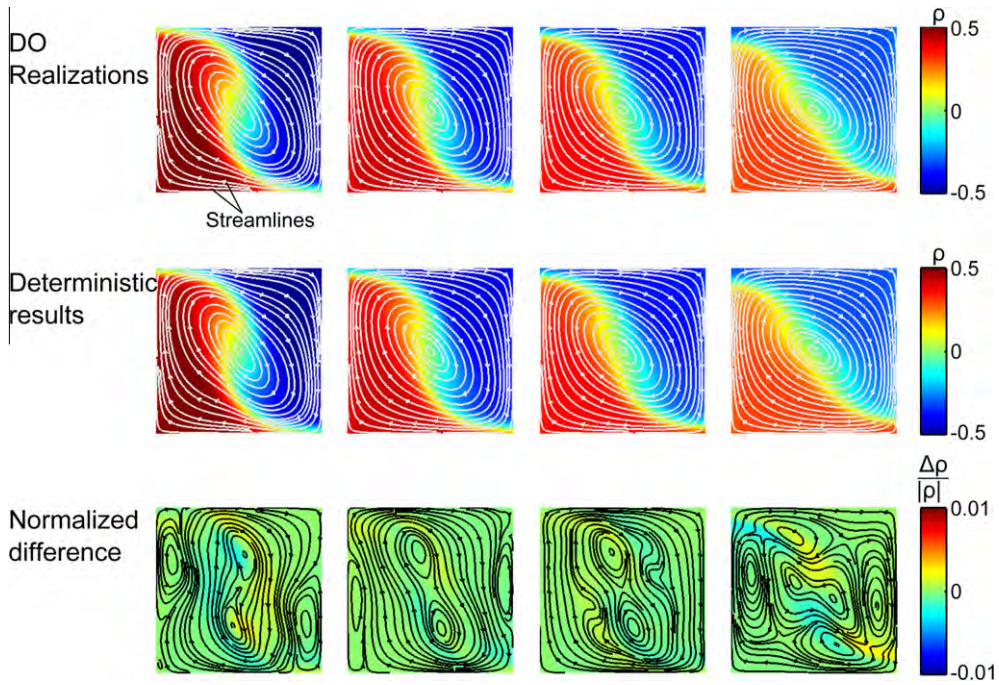 DO
Realizations
ρ
0.5
0
-0.5
Streamlines
Deterministic
results
ρ
0.5
0
-0.5
Normalized
difference
Δρ
|ρ|
0.01
0
-0.01